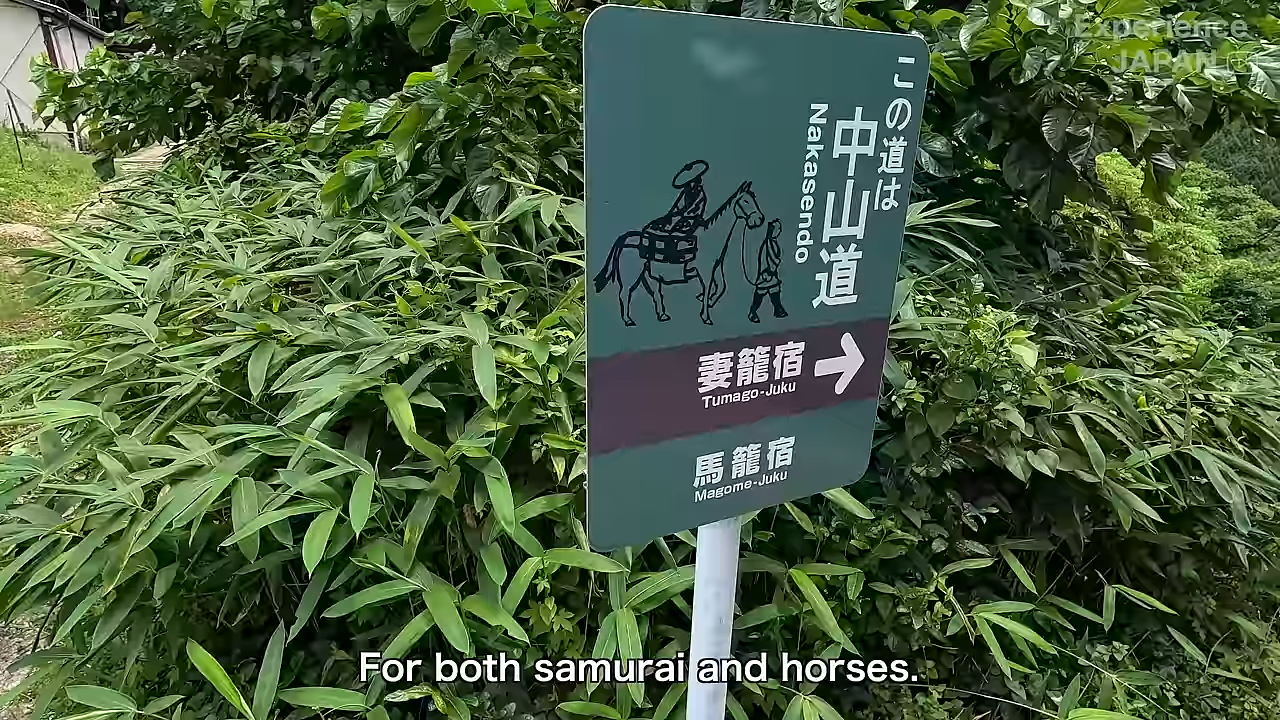 Experience
JAPAN
この道は
中山道
Nakasendo
妻籠宿
Tumago-Juku
馬籠宿
Magome-Juku
For both samurai and horses.